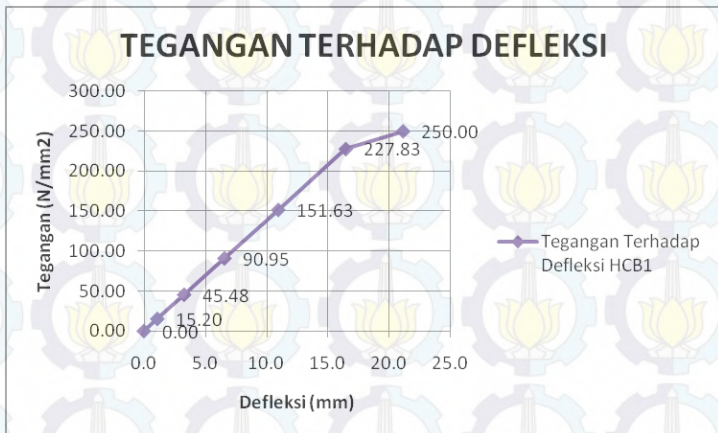 TEGANGAN TERHADAP DEFLEKSI
Tegangan (N/mm2)
300.00
250.00
200.00
150.00
100.00
50.00
0.00
250.00
227.83
151.63
90.95
45.48
15.20
0.00
0.0 5.0 10.0 15.0 20.0 25.0
Defleksi (mm)
Tegangan Terhadap
Defleksi HCB1